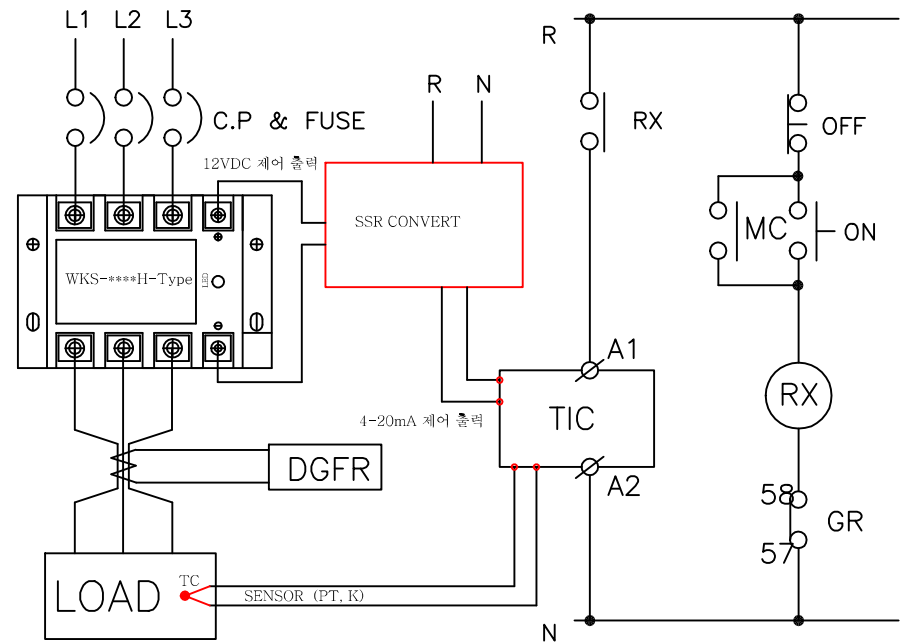 L1 L2 L3
R
R N
C.P & FUSE
RX
OFF
12VDC 제어 출력
SSR CONVERT
MC
ON
WKS-****H-Type
LED
A1
TIC
RX
4-20mA 제어 출력
DGFR
A2
58
GR
57
LOAD
TC
SENSOR (PT, K)
N